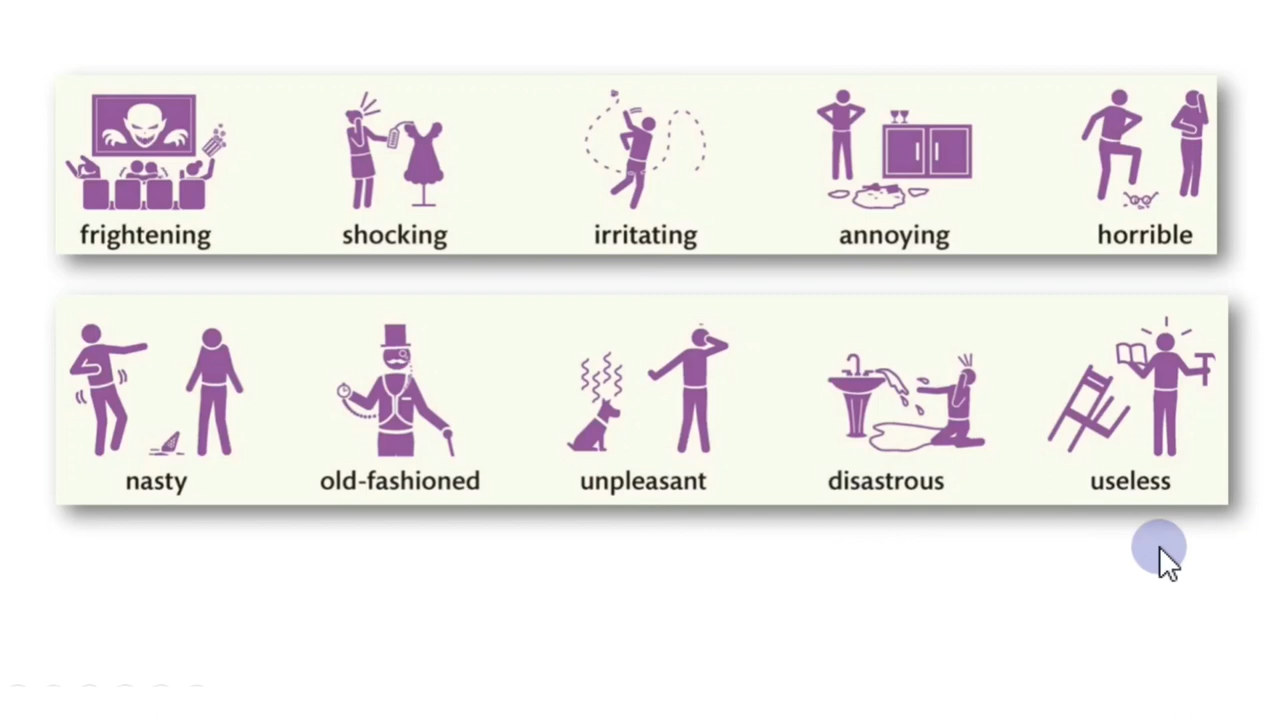 frightening shocking irritating annoying horrible
nasty old-fashioned unpleasant disastrous useless